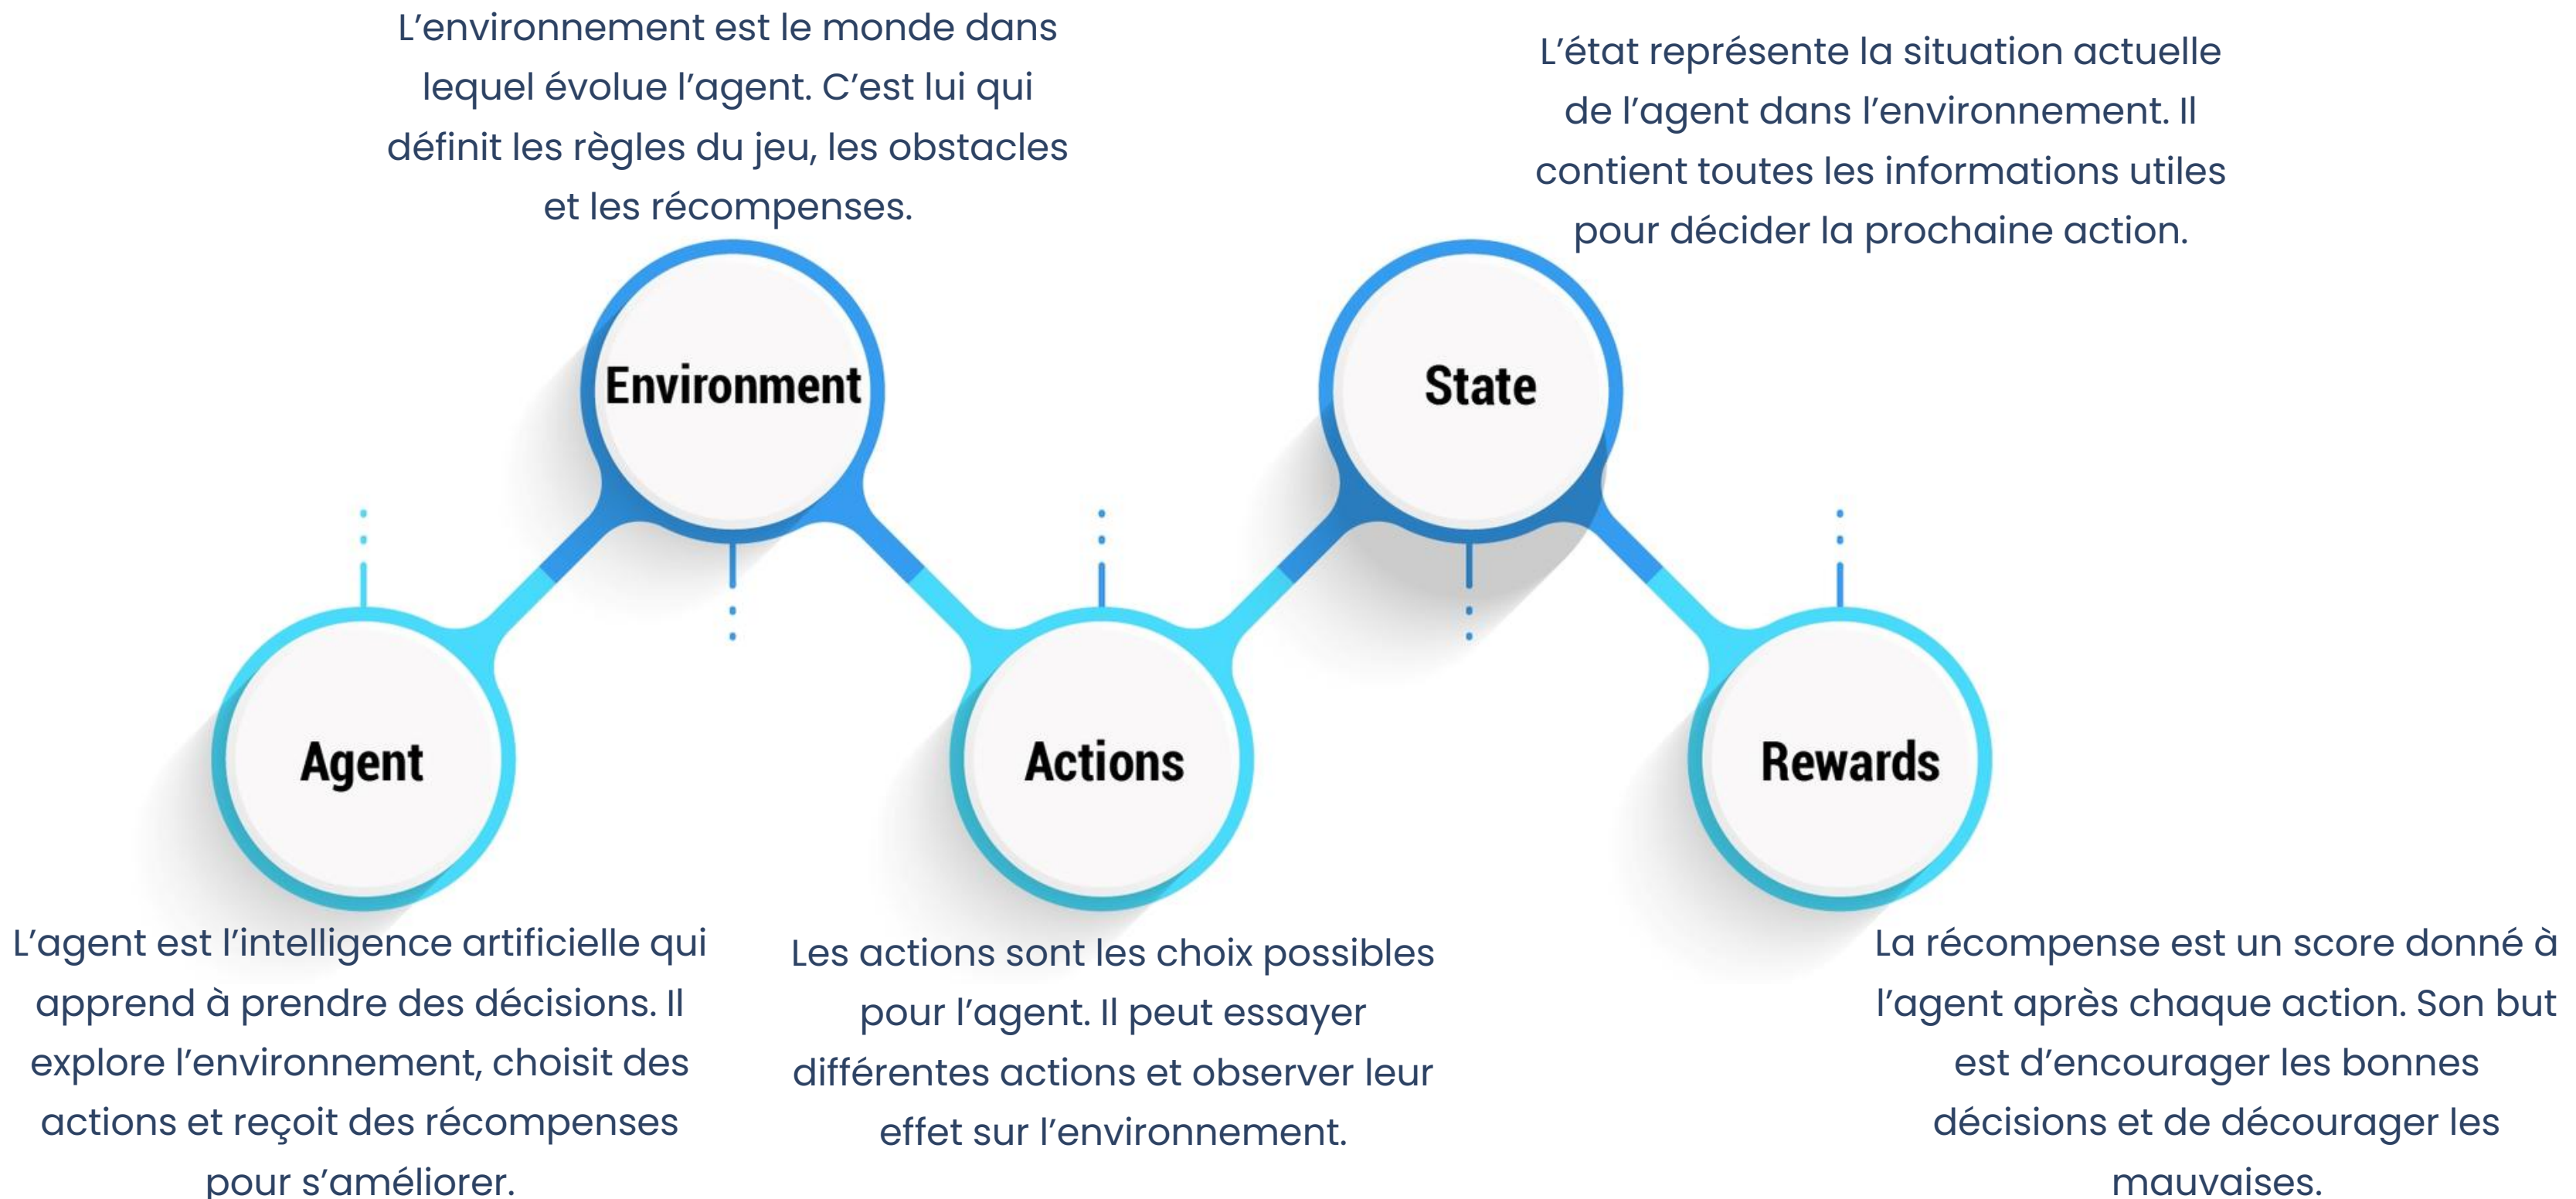 L’environnement est le monde dans
lequel évolue l’agent. C’est lui qui
définit les règles du jeu, les obstacles
et les récompenses.
L’état représente la situation actuelle
de l’agent dans l’environnement. Il
contient toutes les informations utiles
pour décider la prochaine action.
Environment
State
Agent
Actions
Rewards
L’agent est l’intelligence artificielle qui
apprend à prendre des décisions. Il
explore l’environnement, choisit des
actions et reçoit des récompenses
pour s’améliorer.
Les actions sont les choix possibles
pour l’agent. Il peut essayer
différentes actions et observer leur
effet sur l’environnement.
La récompense est un score donné à
l’agent après chaque action. Son but
est d’encourager les bonnes
décisions et de décourager les
mauvaises.